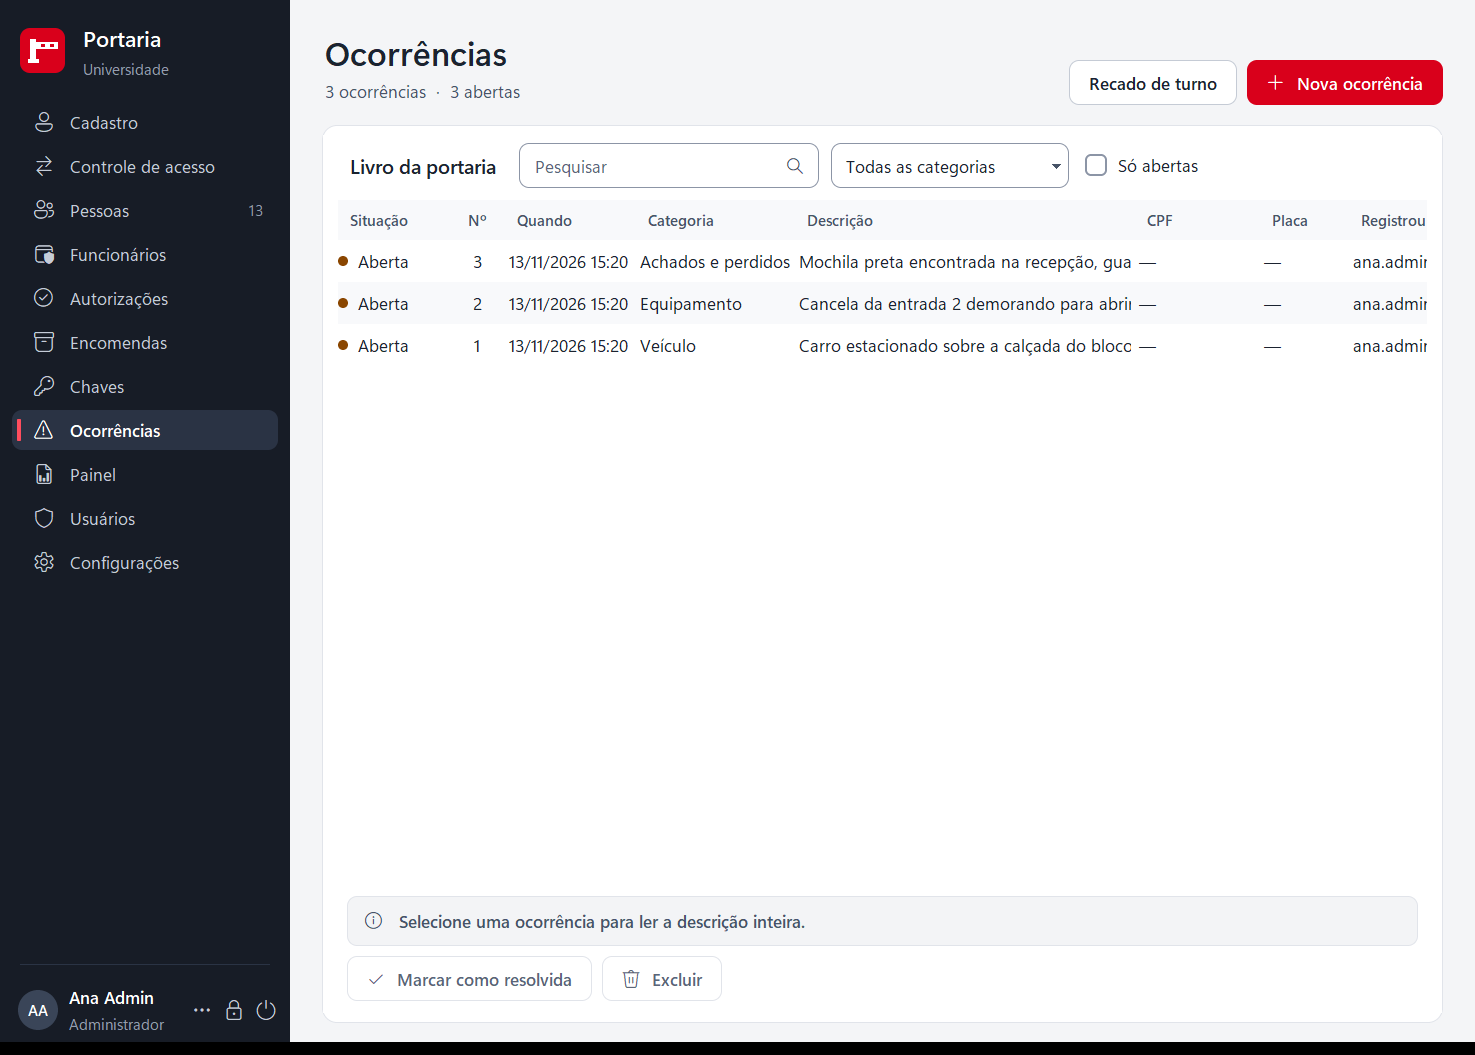 Portaria
Universidade
Cadastro
Controle de acesso
Pessoas 13
Funcionários
Autorizações
Encomendas
Chaves
Ocorrências
Painel
Usuários
Configurações
AA
Ana Admin
Administrador
Ocorrências
3 ocorrências · 3 abertas
Recado de turno
Nova ocorrência
Livro da portaria
Pesquisar
Todas as categorias
Só abertas
Situação Nº Quando Categoria Descrição CPF Placa Registrou
Aberta 3 13/11/2026 15:20 Achados e perdidos Mochila preta encontrada na recepção, gua — — ana.admin
Aberta 2 13/11/2026 15:20 Equipamento Cancela da entrada 2 demorando para abrir — — ana.admin
Aberta 1 13/11/2026 15:20 Veículo Carro estacionado sobre a calçada do bloco — — ana.admin
Selecione uma ocorrência para ler a descrição inteira.
Marcar como resolvida
Excluir